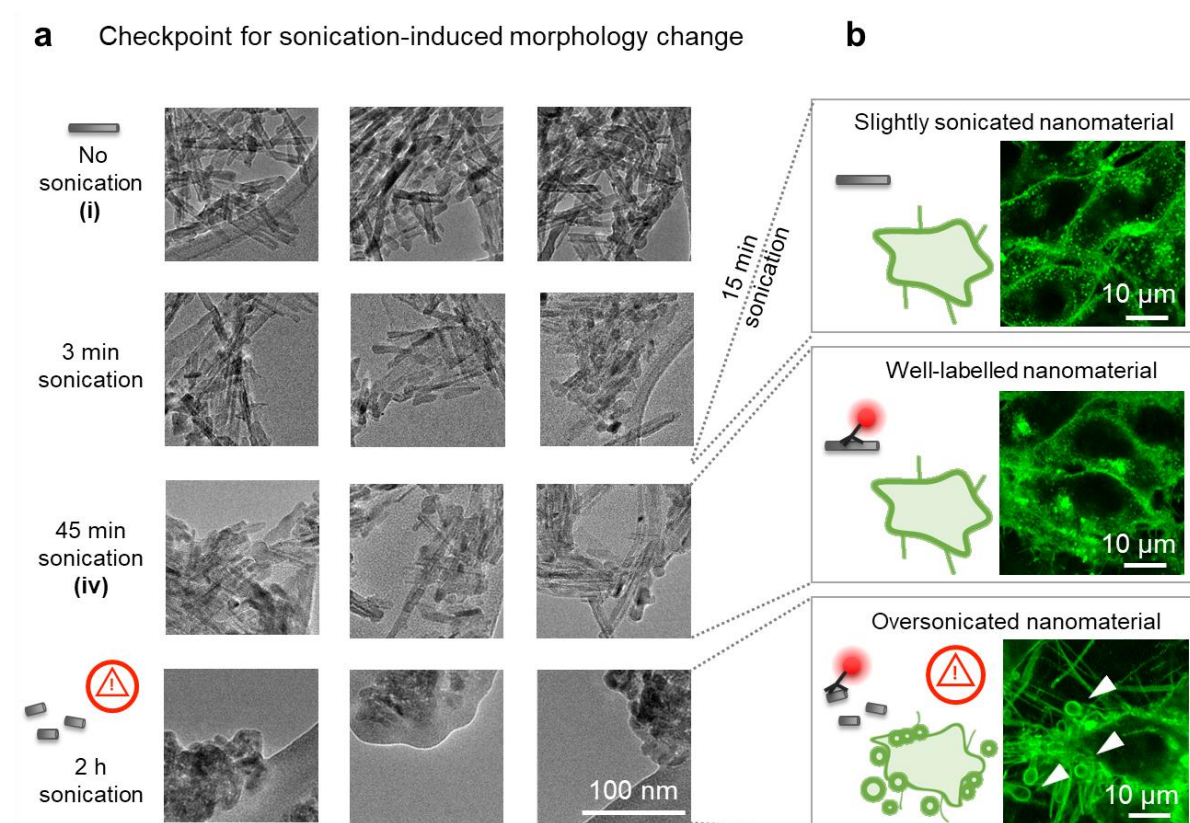 a
Checkpoint for sonication-induced morphology change
No
sonication
(i)
3 min
sonication
45 min
sonication
(iv)
!
2 h
sonication
100 nm
15 min
sonication
b
Slightly sonicated nanomaterial
10 µm
Well-labelled nanomaterial
10 µm
Oversonicated nanomaterial
!
10 µm